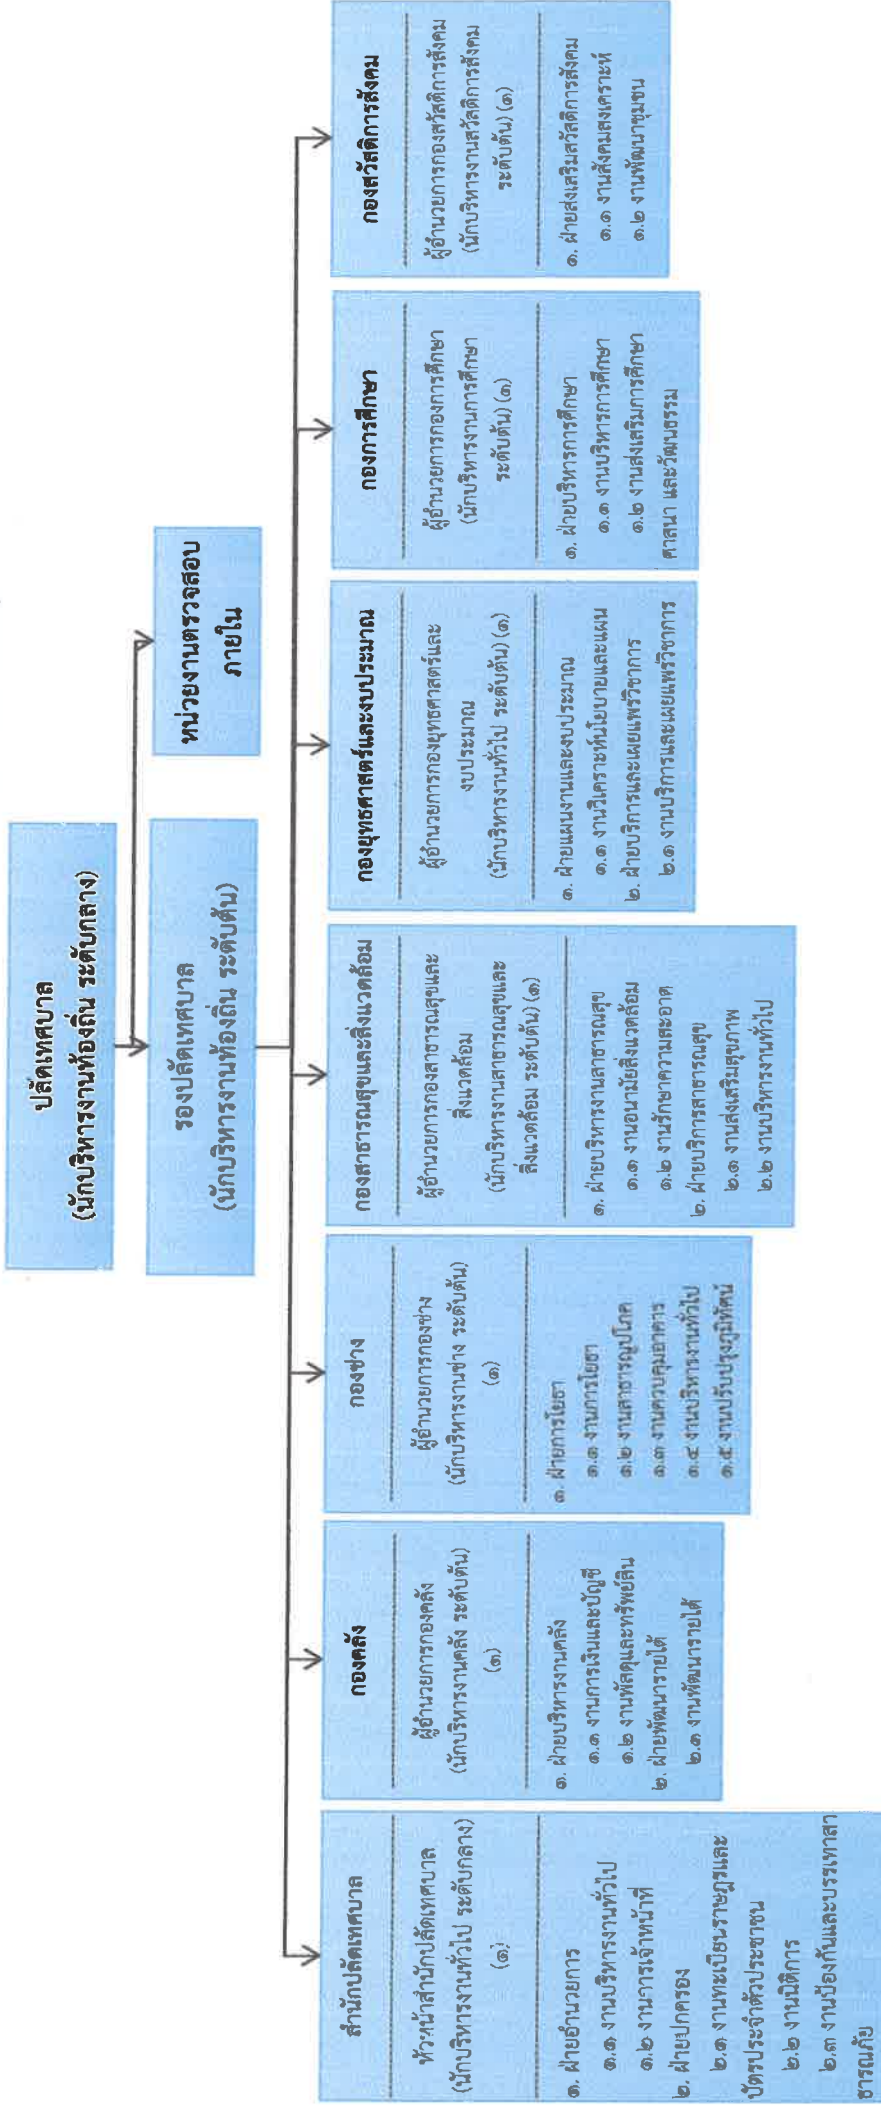 ปลัดเทศบาล
(นักบริหารงานท้องถิ่น ระดับกลาง)
รองปลัดเทศบาล
(นักบริหารงานท้องถิ่น ระดับต้น)
หน่วยงานตรวจสอบ
ภายใน
สำนักปลัดเทศบาล
หัวหน้าสำนักปลัดเทศบาล
(นักบริหารงานทั่วไป ระดับกลาง)
(๑)
๑. ฝ่ายอำนวยการ
๑.๑ งานบริหารงานทั่วไป
๑.๒ งานการเจ้าหน้าที่
๒. ฝ่ายปกครอง
๒.๑ งานทะเบียนราษฎรและ
บัตรประจำตัวประชาชน
๒.๒ งานนิติการ
๒.๓ งานป้องกันและบรรเทาสา
ธารณภัย
กองคลัง
ผู้อำนวยการกองคลัง
(นักบริหารงานคลัง ระดับต้น)
(๑)
๑. ฝ่ายบริหารงานคลัง
๑.๑ งานการเงินและบัญชี
๑.๒ งานพัสดุและทรัพย์สิน
๒. ฝ่ายพัฒนารายได้
๒.๑ งานพัฒนารายได้
กองช่าง
ผู้อำนวยการกองช่าง
(นักบริหารงานช่าง ระดับต้น)
(๑)
๑. ฝ่ายการโยธา
๑.๑ งานการโยธา
๑.๒ งานสาธารณูปโภค
๑.๓ งานควบคุมอาคาร
๑.๔ งานบริหารงานทั่วไป
๑.๕ งานปรับปรุงภูมิทัศน์
กองสาธารณสุขและสิ่งแวดล้อม
ผู้อำนวยการกองสาธารณสุขและ
สิ่งแวดล้อม
(นักบริหารงานสาธารณสุขและ
สิ่งแวดล้อม ระดับต้น) (๑)
๑. ฝ่ายบริหารงานสาธารณสุข
๑.๑ งานอนามัยสิ่งแวดล้อม
๑.๒ งานรักษาความสะอาด
๒. ฝ่ายบริการสาธารณสุข
๒.๑ งานส่งเสริมสุขภาพ
๒.๒ งานบริหารงานทั่วไป
กองยุทธศาสตร์และงบประมาณ
ผู้อำนวยการกองยุทธศาสตร์และ
งบประมาณ
(นักบริหารงานทั่วไป ระดับต้น) (๑)
๑. ฝ่ายแผนงานและงบประมาณ
๑.๑ งานวิเคราะห์นโยบายและแผน
๒. ฝ่ายบริการและเผยแพร่วิชาการ
๒.๑ งานบริการและเผยแพร่วิชาการ
กองการศึกษา
ผู้อำนวยการกองการศึกษา
(นักบริหารงานการศึกษา
ระดับต้น) (๑)
๑. ฝ่ายบริหารการศึกษา
๑.๑ งานบริหารการศึกษา
๑.๒ งานส่งเสริมการศึกษา
ศาสนา และวัฒนธรรม
กองสวัสดิการสังคม
ผู้อำนวยการกองสวัสดิการสังคม
(นักบริหารงานสวัสดิการสังคม
ระดับต้น) (๑)
๑. ฝ่ายส่งเสริมสวัสดิการสังคม
๑.๑ งานสังคมสงเคราะห์
๑.๒ งานพัฒนาชุมชน